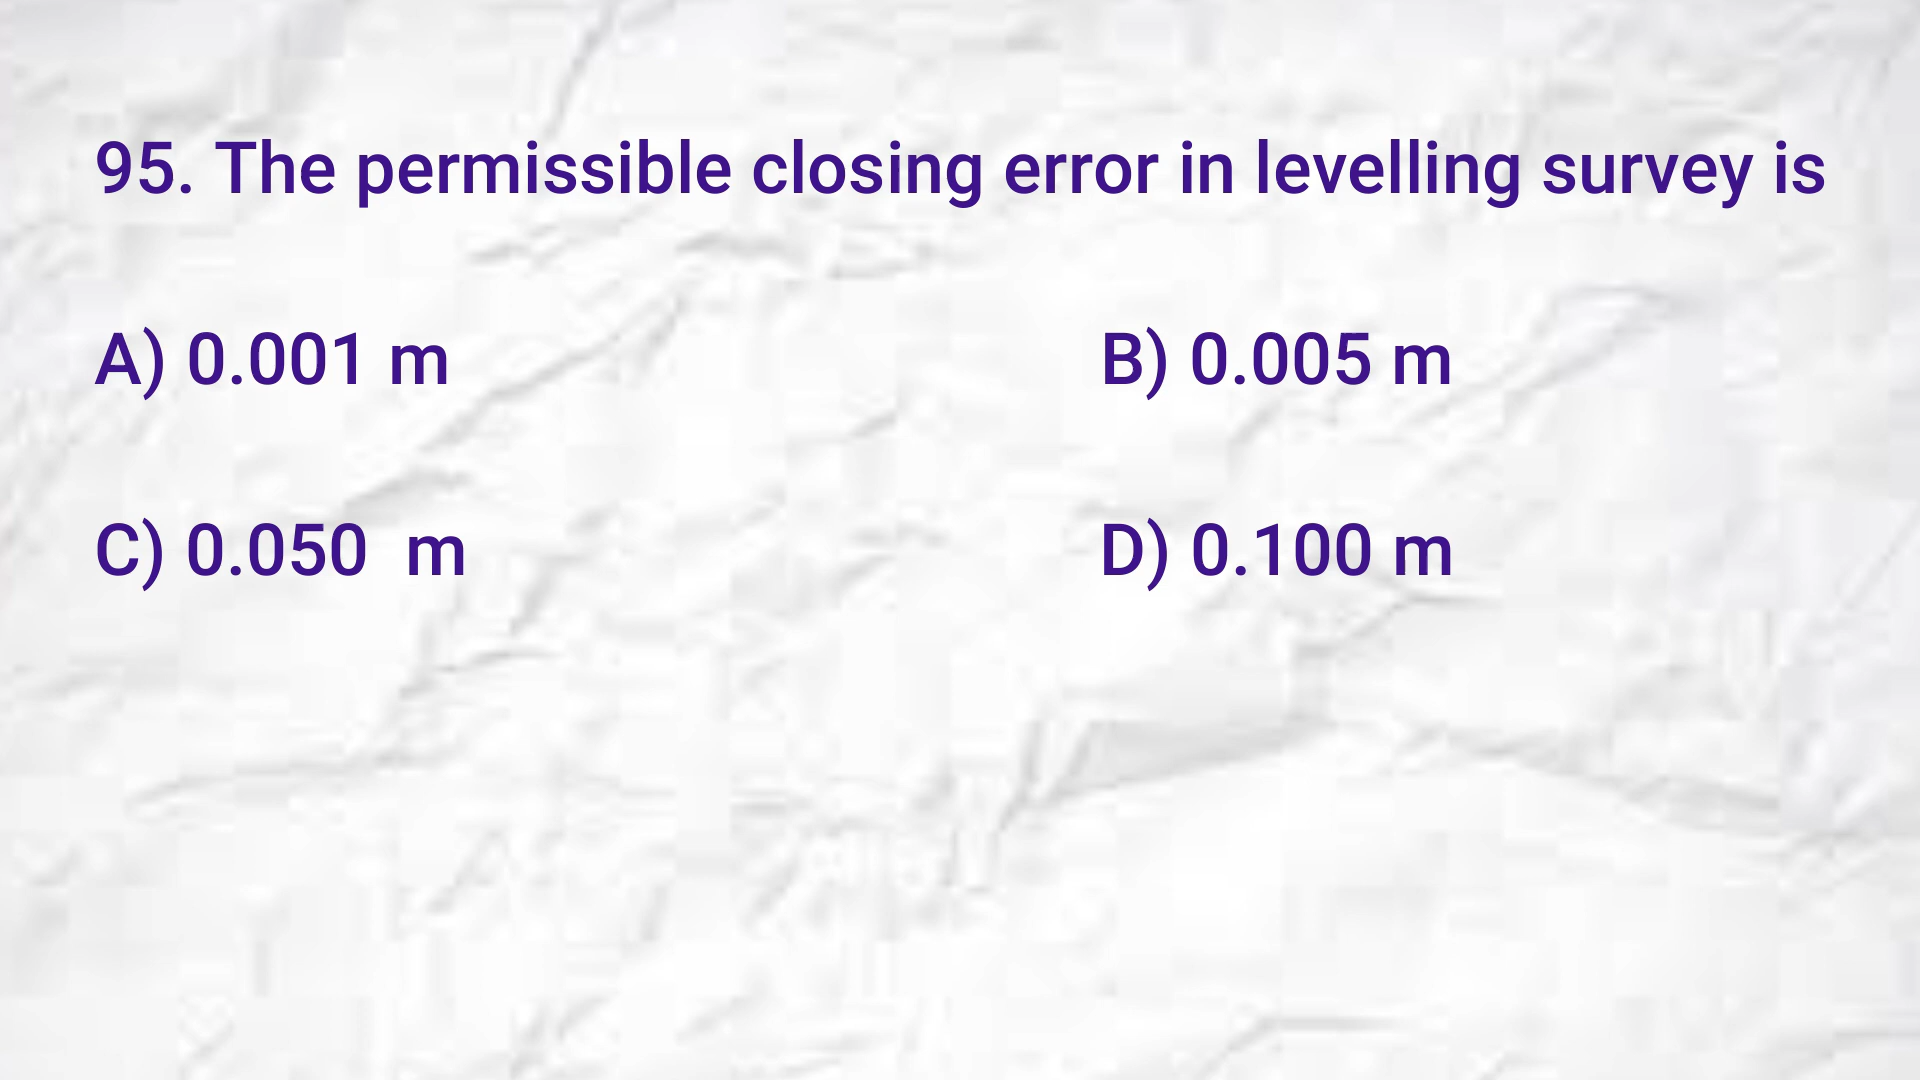 95. The permissible closing error in levelling survey is
A) 0.001 m B) 0.005 m
C) 0.050 m D) 0.100 m